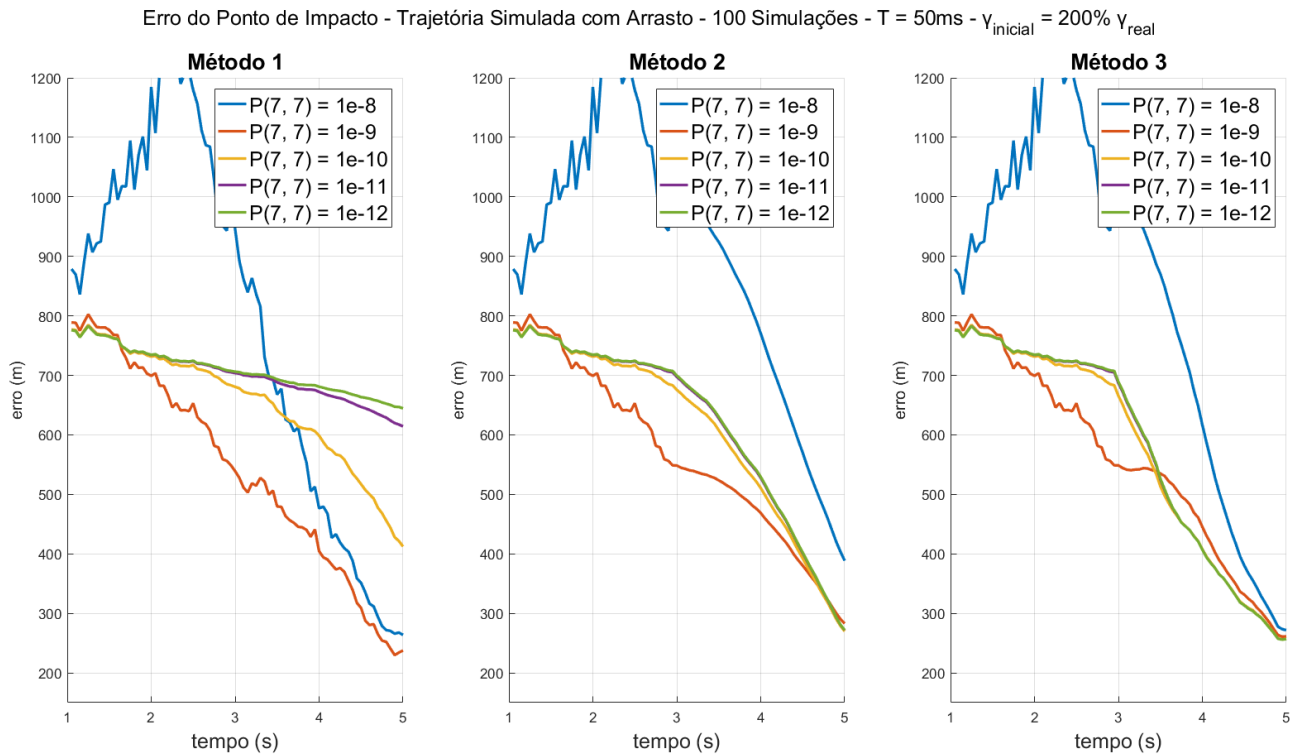 Erro do Ponto de Impacto - Trajetória Simulada com Arrasto - 100 Simulações - T = 50ms - γ_inicial = 200% γ_real
Método 1
1200
1100
1000
900
800
700
600
500
400
300
200
erro (m)
1
2
3
4
5
tempo (s)
P(7, 7) = 1e-8
P(7, 7) = 1e-9
P(7, 7) = 1e-10
P(7, 7) = 1e-11
P(7, 7) = 1e-12
Método 2
1200
1100
1000
900
800
700
600
500
400
300
200
erro (m)
1
2
3
4
5
tempo (s)
P(7, 7) = 1e-8
P(7, 7) = 1e-9
P(7, 7) = 1e-10
P(7, 7) = 1e-11
P(7, 7) = 1e-12
Método 3
1200
1100
1000
900
800
700
600
500
400
300
200
erro (m)
1
2
3
4
5
tempo (s)
P(7, 7) = 1e-8
P(7, 7) = 1e-9
P(7, 7) = 1e-10
P(7, 7) = 1e-11
P(7, 7) = 1e-12